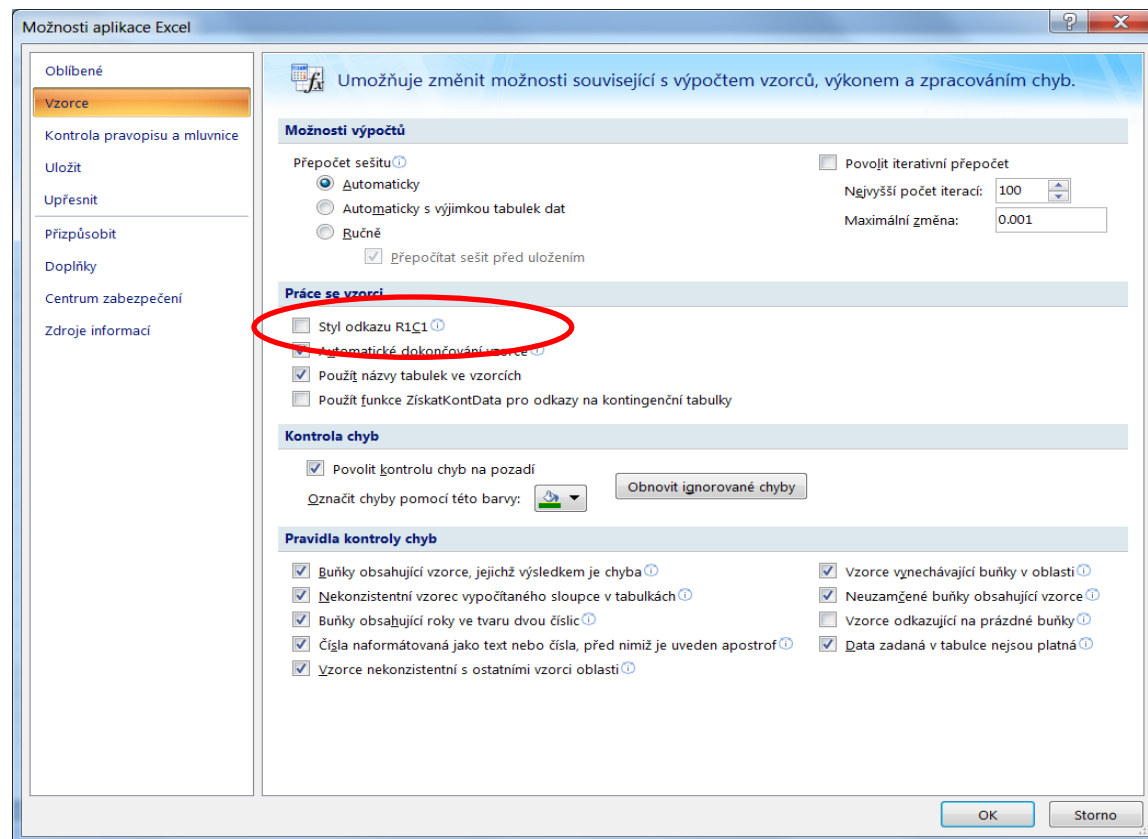 Možnosti aplikace Excel
Oblíbené
Vzorce
Kontrola pravopisu a mluvnice
Uložit
Upřesnit
Přizpůsobit
Doplňky
Centrum zabezpečení
Zdroje informací
Umožňuje změnit možnosti související s výpočtem vzorců, výkonem a zpracováním chyb.
Možnosti výpočtů
Přepočet sešitu
Automaticky
Automaticky s výjimkou tabulek dat
Ručně
Přepočítat sešit před uložením
Povolit iterativní přepočet
Nejvyšší počet iterací: 100
Maximální změna: 0.001
Práce se vzorci
Styl odkazu R1C1
Automatické dokončování vzorce
Použít názvy tabulek ve vzorcích
Použít funkce ZískatKontData pro odkazy na kontingenční tabulky
Kontrola chyb
Povolit kontrolu chyb na pozadí
Označit chyby pomocí této barvy:
Obnovit ignorované chyby
Pravidla kontroly chyb
Buňky obsahující vzorce, jejichž výsledkem je chyba
Nekonzistentní vzorec vypočítaného sloupce v tabulkách
Buňky obsahující roky ve tvaru dvou číslic
Čísla naformátovaná jako text nebo čísla, před nimiž je uveden apostrof
Vzorce nekonzistentní s ostatními vzorci oblasti
Vzorce vynechávající buňky v oblasti
Neuzamčené buňky obsahující vzorce
Vzorce odkazující na prázdné buňky
Data zadaná v tabulce nejsou platná
OK
Storno